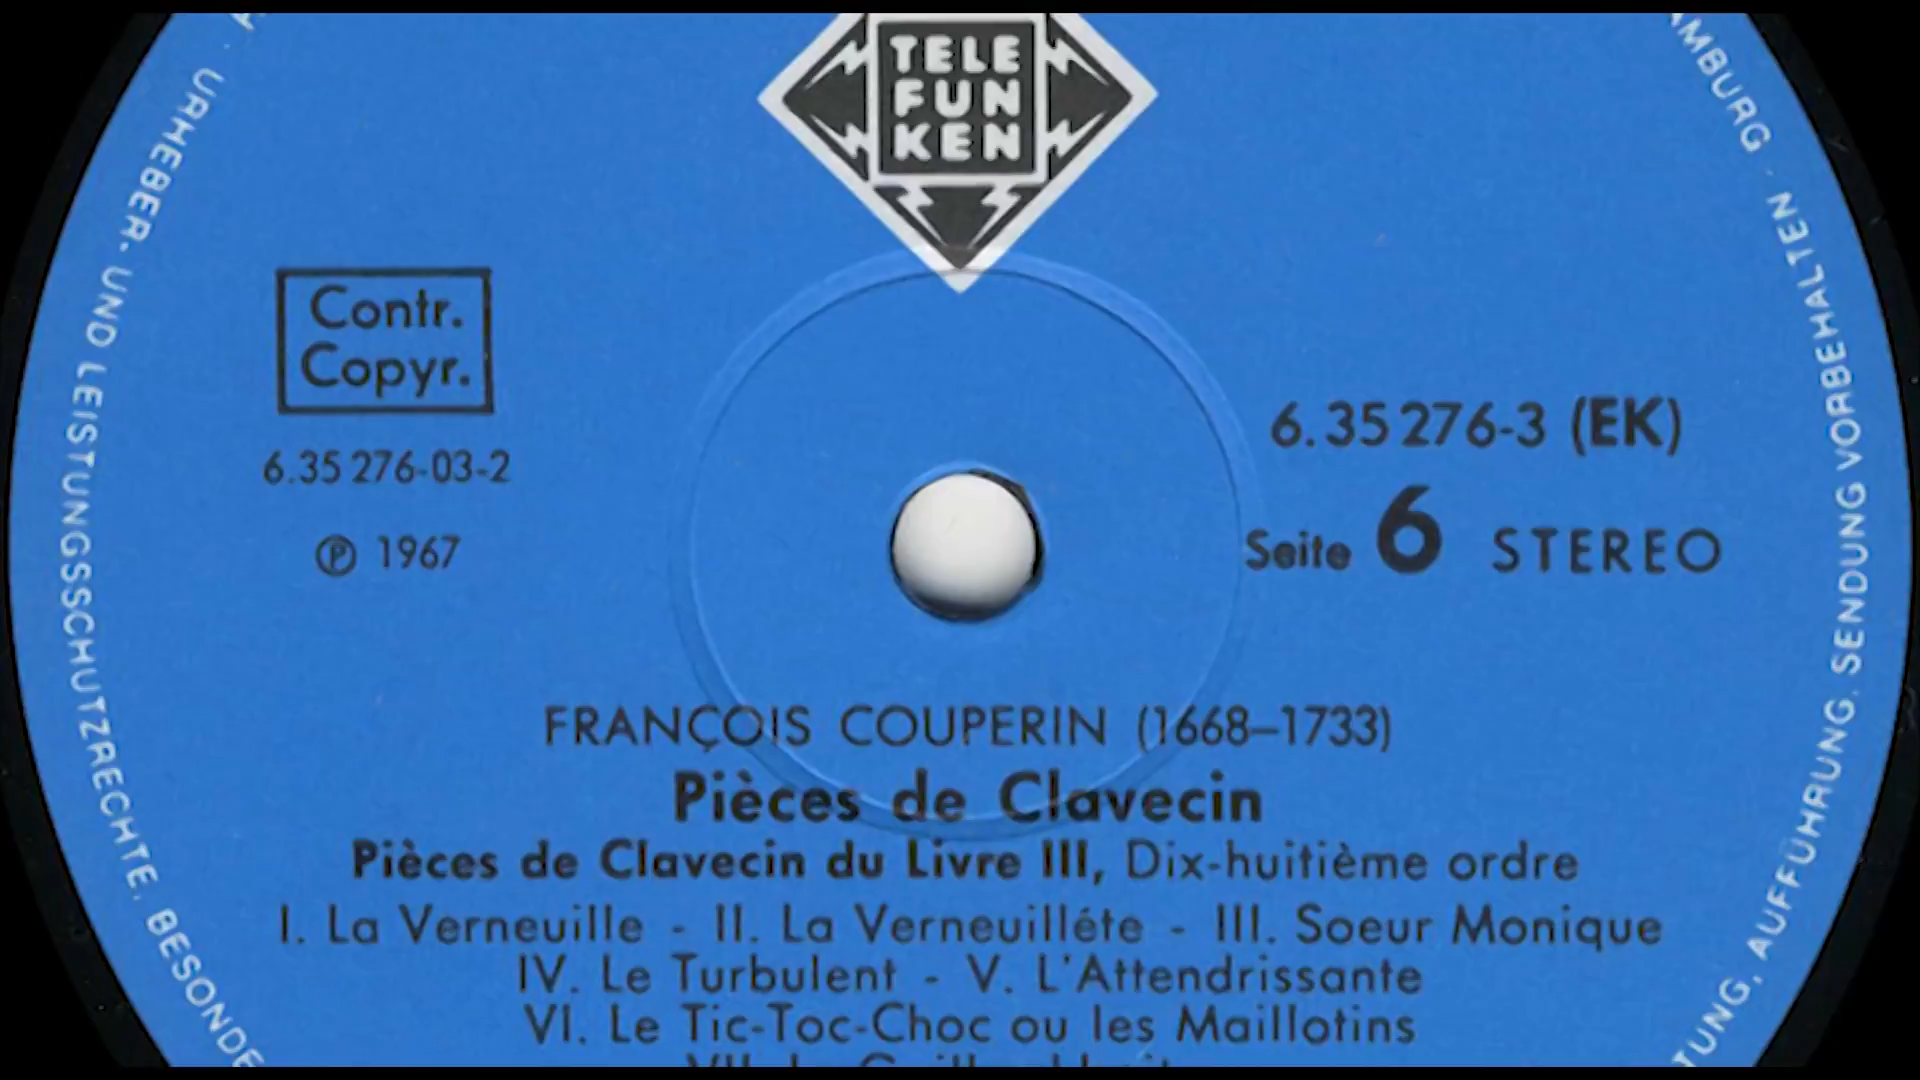 TELE
FUN
KEN
Contr.
Copyr.
6.35 276-03-2
℗ 1967
6.35 276-3 (EK)
Seite 6 STEREO
FRANÇOIS COUPERIN (1668–1733)
Pièces de Clavecin
Pièces de Clavecin du Livre III, Dix-huitième ordre
I. La Verneuille - II. La Verneuilléte - III. Soeur Monique
IV. Le Turbulent - V. L'Attendrissante
VI. Le Tic-Toc-Choc ou les Maillotins
URHEBER- UND LEISTUNGSSCHUTZRECHTE, BESONDE
AMBURG · TUNG, AUFFÜHRUNG, SENDUNG VORBEHALTEN